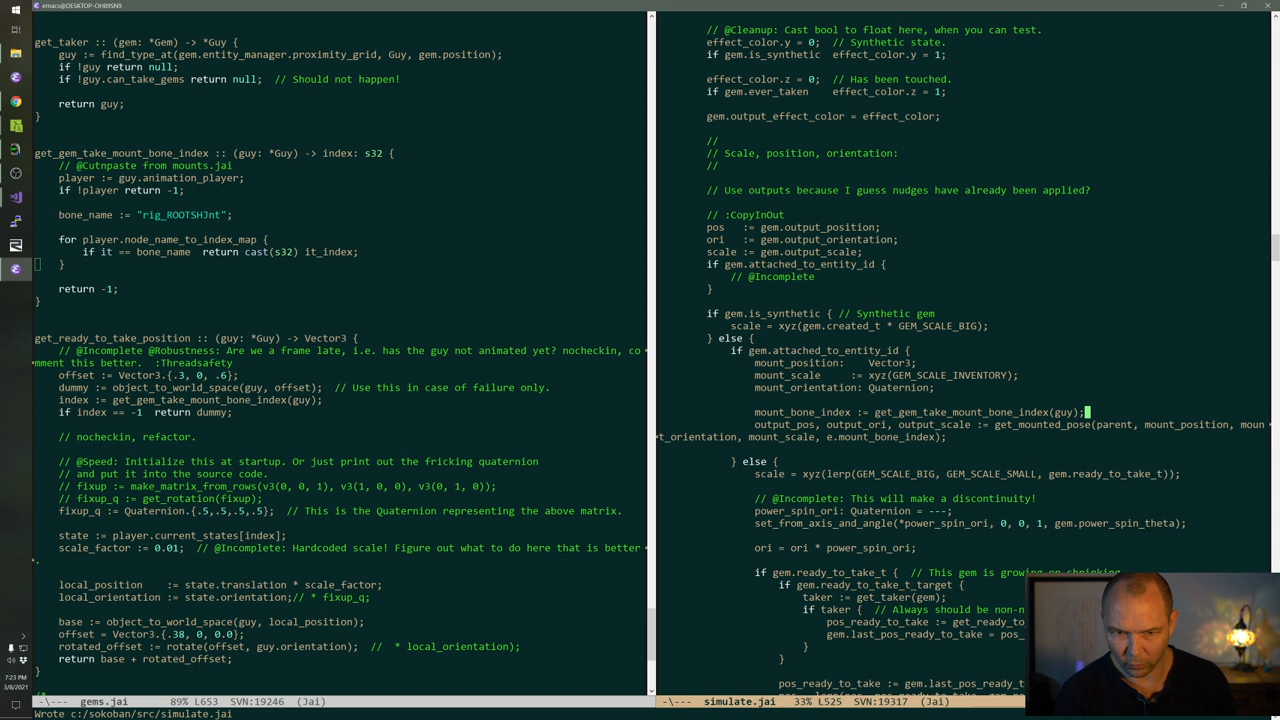 emacs@DESKTOP-OH89SN9
get_taker :: (gem: *Gem) -> *Guy {
    guy := find_type_at(gem.entity_manager.proximity_grid, Guy, gem.position);
    if !guy return null;
    if !guy.can_take_gems return null;  // Should not happen!
    return guy;
}
get_gem_take_mount_bone_index :: (guy: *Guy) -> index: s32 {
    // @Cutnpaste from mounts.jai
    player := guy.animation_player;
    if !player return -1;
    bone_name := "rig_ROOTSHJnt";
    for player.node_name_to_index_map {
        if it == bone_name  return cast(s32) it_index;
    }
    return -1;
}
get_ready_to_take_position :: (guy: *Guy) -> Vector3 {
    // @Incomplete @Robustness: Are we a frame late, i.e. has the guy not animated yet? nocheckin, co
mment this better.  :Threadsafety
    offset := Vector3.{.3, 0, .6};
    dummy := object_to_world_space(guy, offset);  // Use this in case of failure only.
    index := get_gem_take_mount_bone_index(guy);
    if index == -1  return dummy;
    // nocheckin, refactor.
    // @Speed: Initialize this at startup. Or just print out the fricking quaternion
    // and put it into the source code.
    // fixup := make_matrix_from_rows(v3(0, 0, 1), v3(1, 0, 0), v3(0, 1, 0));
    // fixup_q := get_rotation(fixup);
    fixup_q := Quaternion.{.5,.5,.5,.5};  // This is the Quaternion representing the above matrix.
    state := player.current_states[index];
    scale_factor := 0.01;  // @Incomplete: Hardcoded scale! Figure out what to do here that is better
.
    local_position    := state.translation * scale_factor;
    local_orientation := state.orientation;// * fixup_q;
    base := object_to_world_space(guy, local_position);
    offset = Vector3.{.38, 0, 0.0};
    rotated_offset := rotate(offset, guy.orientation);  //  * local_orientation);
    return base + rotated_offset;
}
/*
-\---  gems.jai       89% L653  SVN:19246  (Jai)
Wrote c:/sokoban/src/simulate.jai
        // @Cleanup: Cast bool to float here, when you can test.
        effect_color.y = 0;  // Synthetic state.
        if gem.is_synthetic  effect_color.y = 1;
        effect_color.z = 0;  // Has been touched.
        if gem.ever_taken    effect_color.z = 1;
        gem.output_effect_color = effect_color;
        //
        // Scale, position, orientation:
        //
        // Use outputs because I guess nudges have already been applied?
        // :CopyInOut
        pos   := gem.output_position;
        ori   := gem.output_orientation;
        scale := gem.output_scale;
        if gem.attached_to_entity_id {
            // @Incomplete
        }
        if gem.is_synthetic { // Synthetic gem
            scale = xyz(gem.created_t * GEM_SCALE_BIG);
        } else {
            if gem.attached_to_entity_id {
                mount_position:    Vector3;
                mount_scale     := xyz(GEM_SCALE_INVENTORY);
                mount_orientation: Quaternion;
                mount_bone_index := get_gem_take_mount_bone_index(guy);
                output_pos, output_ori, output_scale := get_mounted_pose(parent, mount_position, moun
t_orientation, mount_scale, e.mount_bone_index);
            } else {
                scale = xyz(lerp(GEM_SCALE_BIG, GEM_SCALE_SMALL, gem.ready_to_take_t));
                // @Incomplete: This will make a discontinuity!
                power_spin_ori: Quaternion = ---;
                set_from_axis_and_angle(*power_spin_ori, 0, 0, 1, gem.power_spin_theta);
                ori = ori * power_spin_ori;
                if gem.ready_to_take_t {  // This gem is growing or shrinking.
                    if gem.ready_to_take_t_target {
                        taker := get_taker(gem);
                        if taker {  // Always should be non-n
                            pos_ready_to_take := get_ready_to
                            gem.last_pos_ready_to_take = pos_
                        }
                    }
                    pos_ready_to_take := gem.last_pos_ready_t
-\---  simulate.jai   33% L525  SVN:19317  (Jai)
7:23 PM
3/8/2021